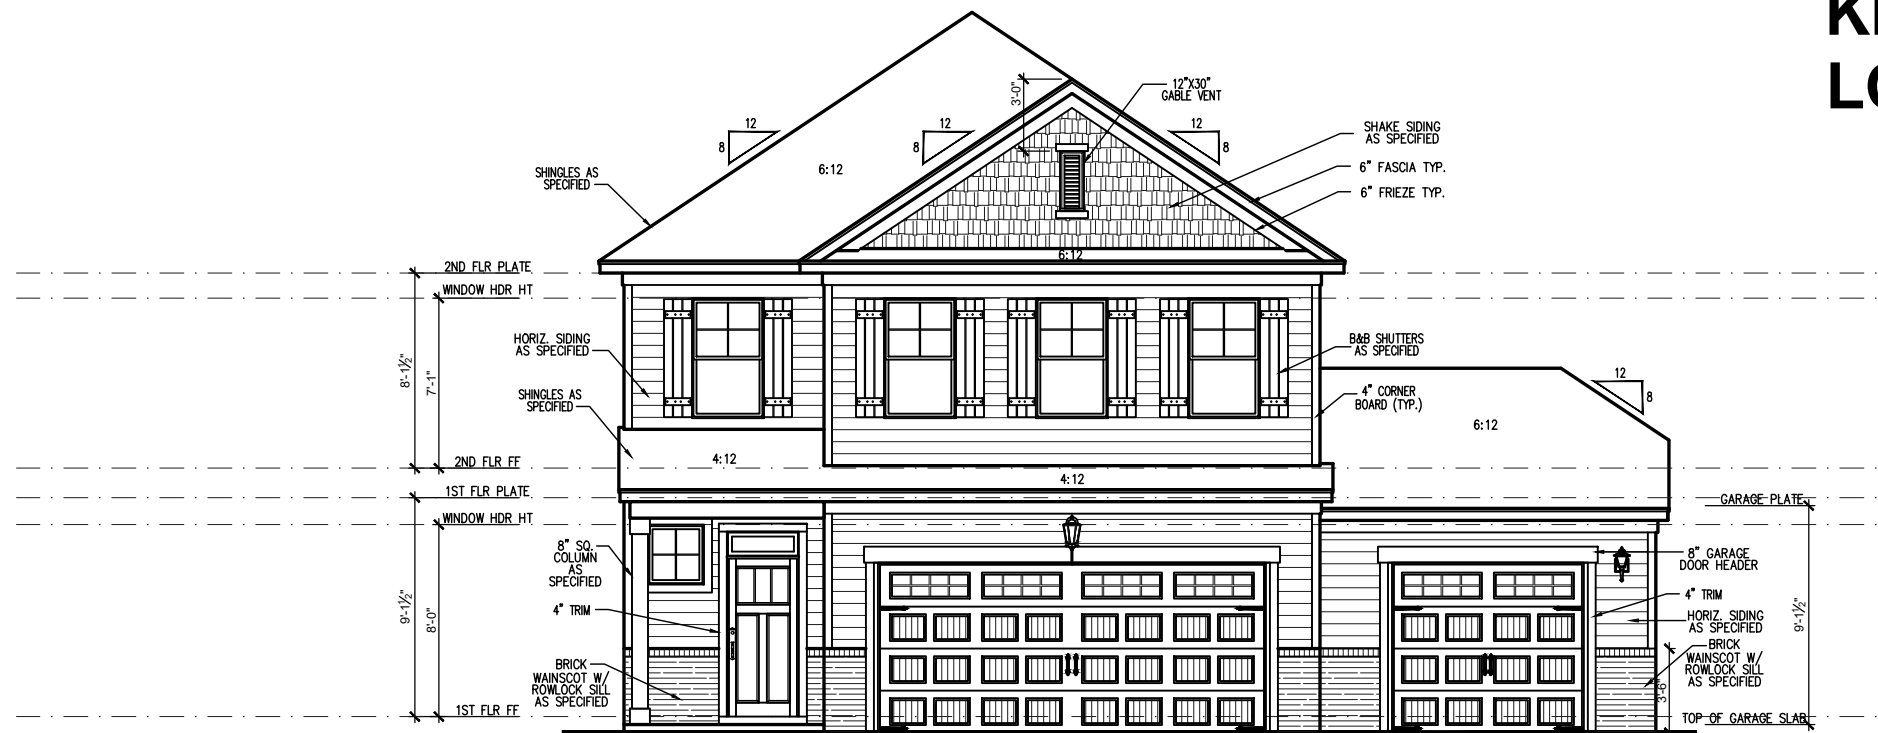 K
LO
12"X30"
GABLE VENT
3'-0"
12
8
12
8
12
8
SHAKE SIDING
AS SPECIFIED
6" FASCIA TYP.
6" FRIEZE TYP.
6:12
SHINGLES AS
SPECIFIED
6:12
2ND FLR PLATE
WINDOW HDR HT
HORIZ. SIDING
AS SPECIFIED
B&B SHUTTERS
AS SPECIFIED
8'-1½"
7'-1"
12
8
SHINGLES AS
SPECIFIED
4" CORNER
BOARD (TYP.)
6:12
4:12
2ND FLR FF
4:12
1ST FLR PLATE
GARAGE PLATE
WINDOW HDR HT
8" SQ.
COLUMN
AS
SPECIFIED
8" GARAGE
DOOR HEADER
4" TRIM
4" TRIM
9'-1½"
8'-0"
HORIZ. SIDING
AS SPECIFIED
9'-1½"
BRICK
WAINSCOT W/
ROWLOCK SILL
AS SPECIFIED
BRICK
WAINSCOT W/
ROWLOCK SILL
AS SPECIFIED
3'-6"
1ST FLR FF
TOP OF GARAGE SLAB